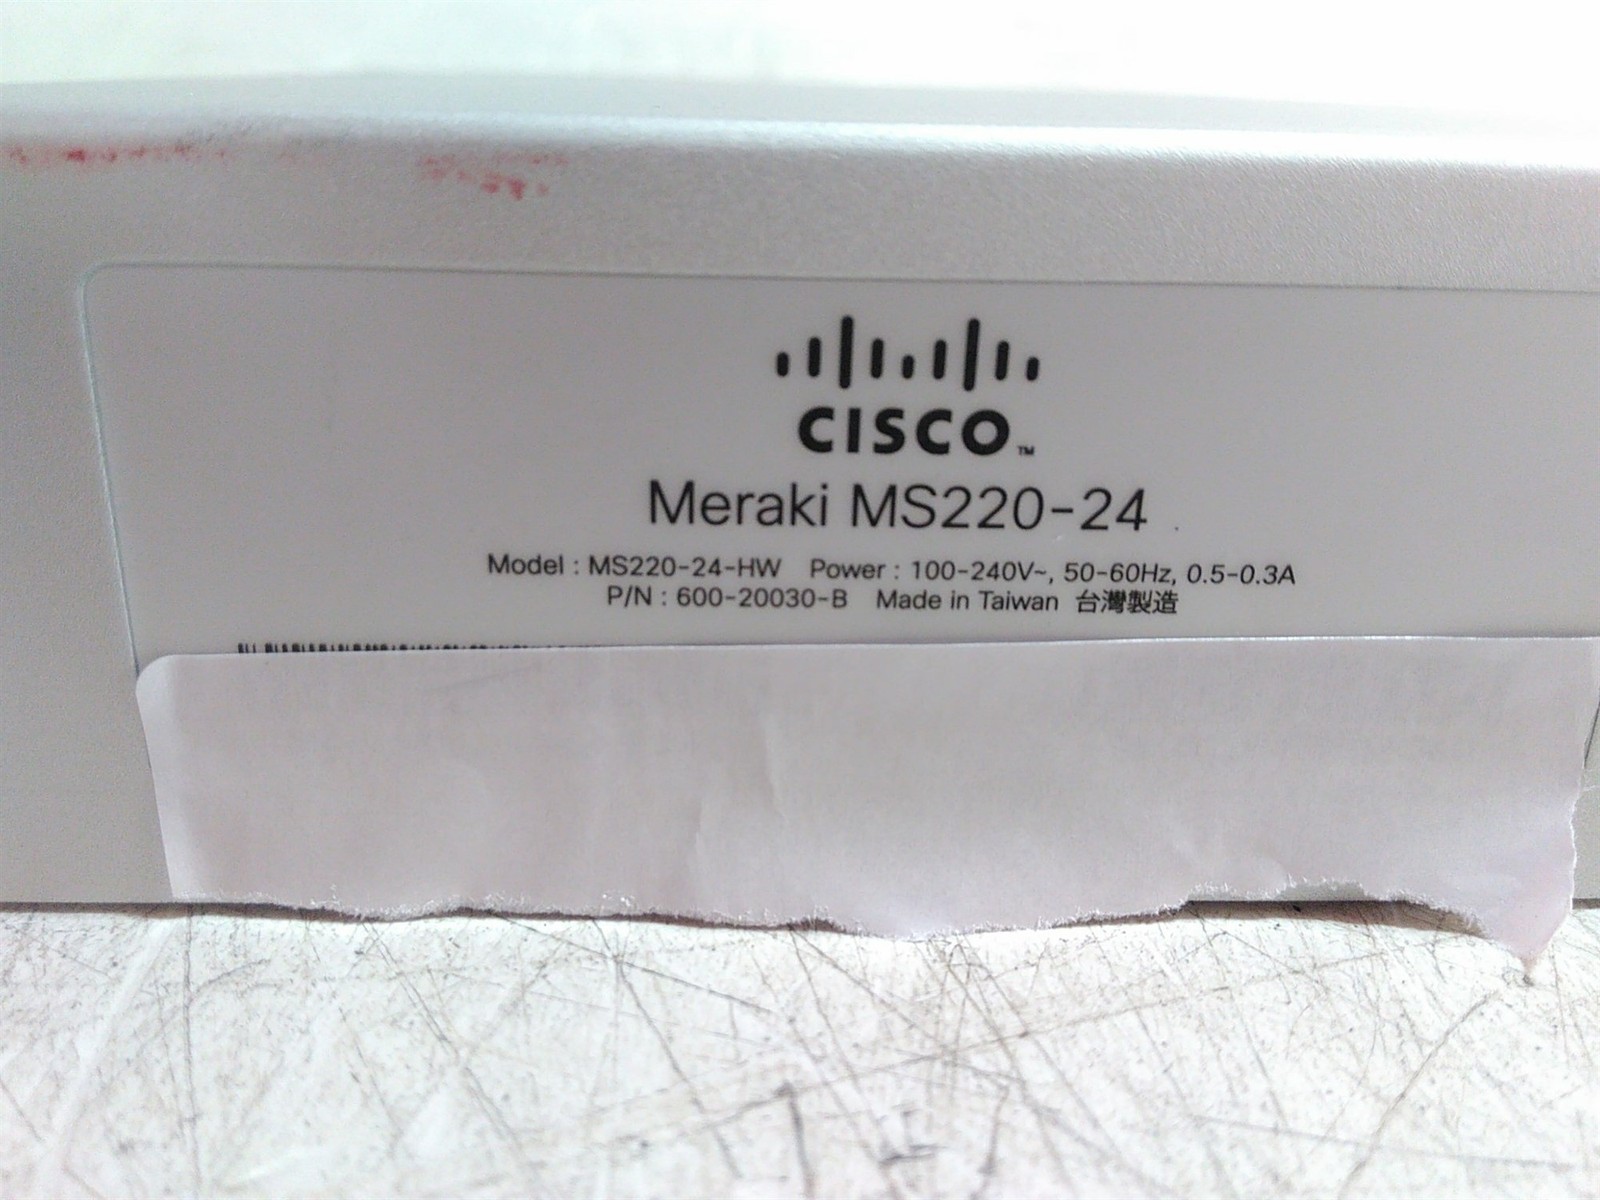 CISCO™
Meraki MS220-24
Model : MS220-24-HW Power : 100-240V~, 50-60Hz, 0.5-0.3A
P/N : 600-20030-B Made in Taiwan 台灣製造